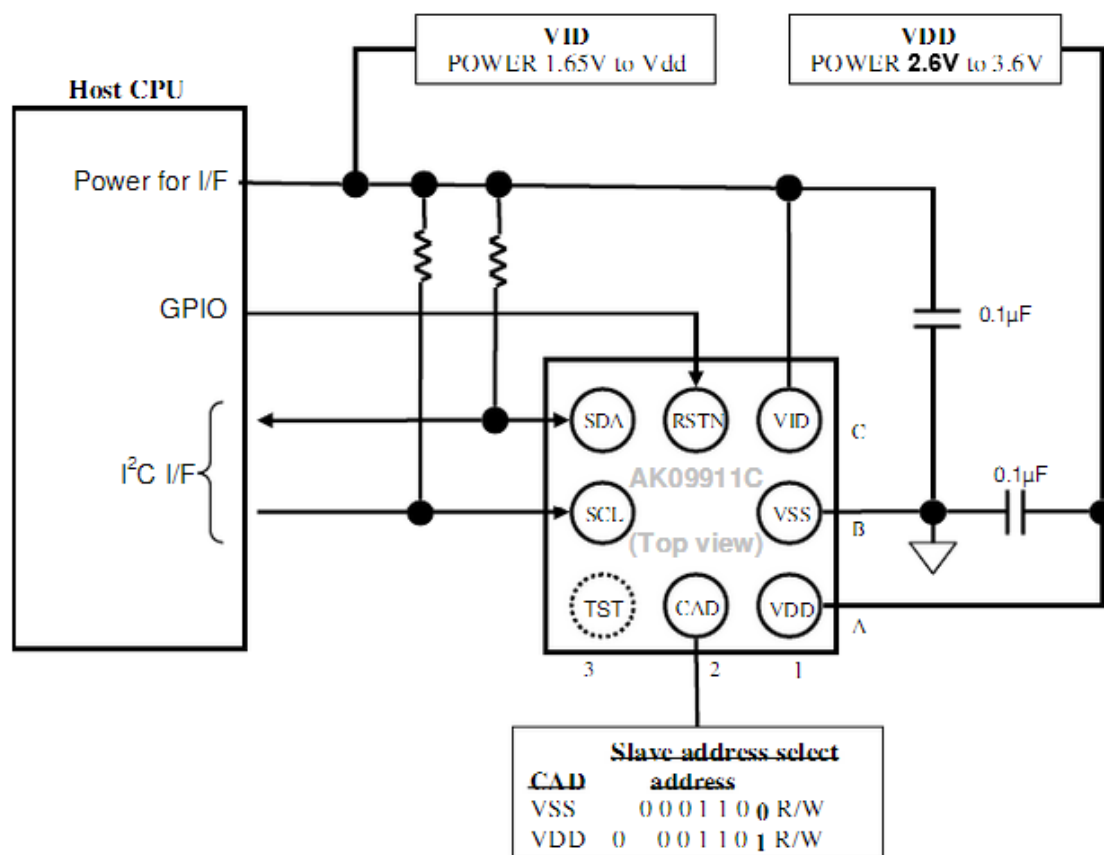 VID
POWER 1.65V to Vdd
VDD
POWER 2.6V to 3.6V
Host CPU
Power for I/F
GPIO
0.1µF
SDA
RSTN
VID
C
I²C I/F
AK09911C
0.1µF
SCL
VSS
B
(Top view)
TST
CAD
VDD
A
3 2 1
Slave address select
CAD address
VSS 0 0 0 1 1 0 0 R/W
VDD 0 0 0 1 1 0 1 R/W